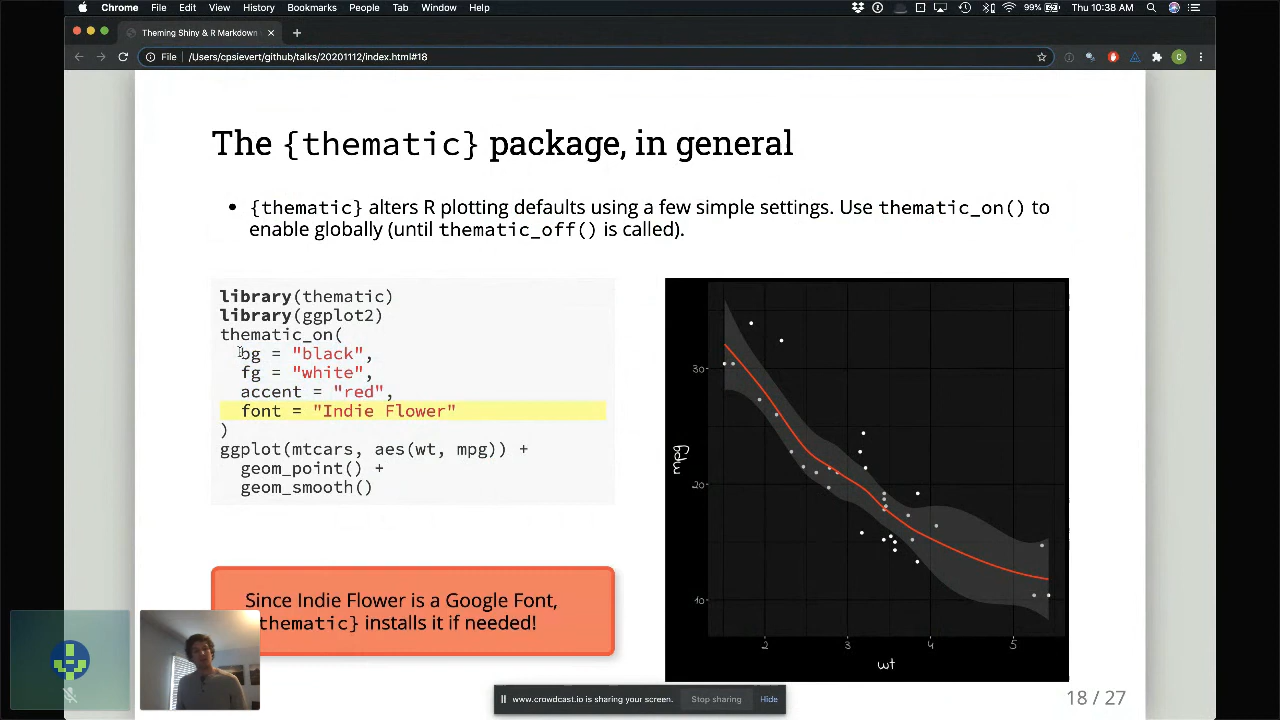 Chrome File Edit View History Bookmarks People Tab Window Help 99% Thu 10:38 AM
Theming Shiny & R Markdown
File /Users/cpsievert/github/talks/20201112/index.html#18
C
The {thematic} package, in general
{thematic} alters R plotting defaults using a few simple settings. Use thematic_on() to
enable globally (until thematic_off() is called).
library(thematic)
library(ggplot2)
thematic_on(
bg = "black",
fg = "white",
accent = "red",
font = "Indie Flower"
)
ggplot(mtcars, aes(wt, mpg)) +
geom_point() +
geom_smooth()
30
20
10
mpg
2 3 4 5
wt
Since Indie Flower is a Google Font,
thematic} installs it if needed!
www.crowdcast.io is sharing your screen. Stop sharing Hide
18 / 27